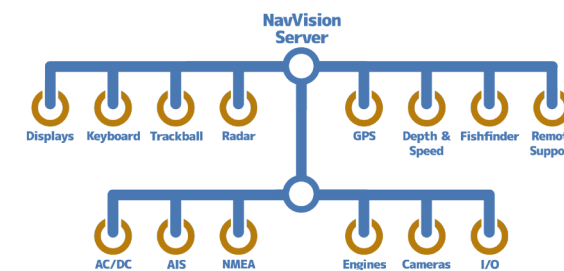 NavVision
Server
Displays Keyboard Trackball Radar GPS Depth & Fishfinder
Speed
AC/DC AIS NMEA Engines Cameras I/O